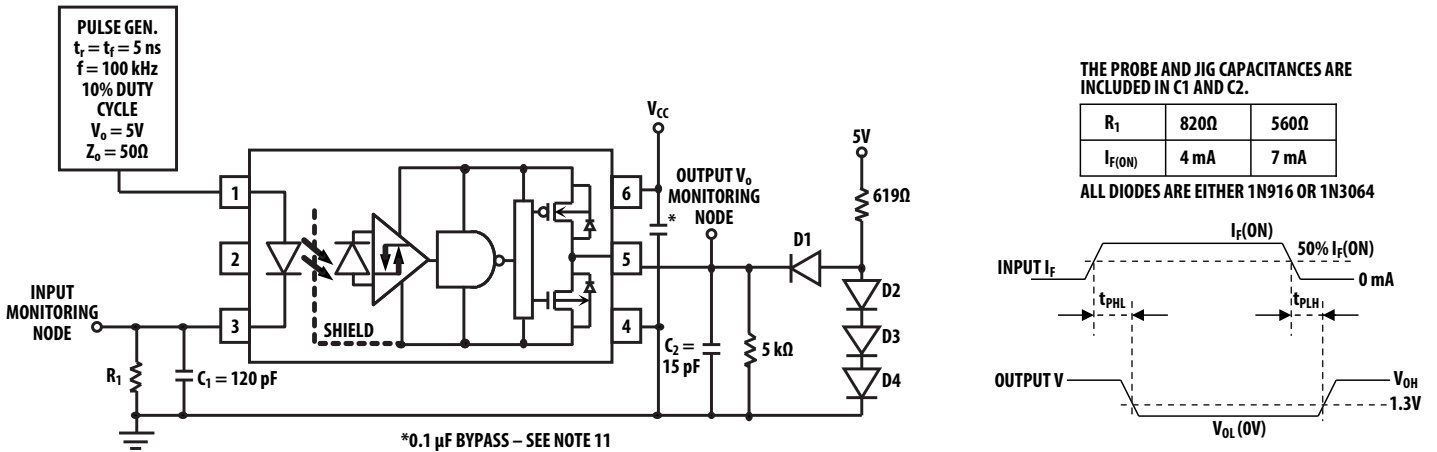 PULSE GEN.
tr = tf = 5 ns
f = 100 kHz
10% DUTY
CYCLE
Vo = 5V
Zo = 50Ω
1
2
3
INPUT
MONITORING
NODE
R1
C1 = 120 pF
SHIELD
6
5
4
VCC
*
OUTPUT Vo
MONITORING
NODE
C2 =
15 pF
5 kΩ
D1
5V
619Ω
D2
D3
D4
*0.1 µF BYPASS – SEE NOTE 11
THE PROBE AND JIG CAPACITANCES ARE
INCLUDED IN C1 AND C2.
R1 820Ω 560Ω
IF(ON) 4 mA 7 mA
ALL DIODES ARE EITHER 1N916 OR 1N3064
IF(ON)
50% IF(ON)
INPUT IF
0 mA
tPHL
tPLH
OUTPUT V
VOH
1.3V
VOL (0V)